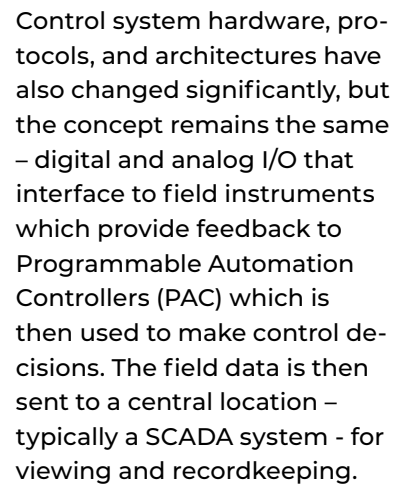 Control system hardware, pro-
tocols, and architectures have
also changed significantly, but
the concept remains the same
– digital and analog I/O that
interface to field instruments
which provide feedback to
Programmable Automation
Controllers (PAC) which is
then used to make control de-
cisions. The field data is then
sent to a central location –
typically a SCADA system - for
viewing and recordkeeping.